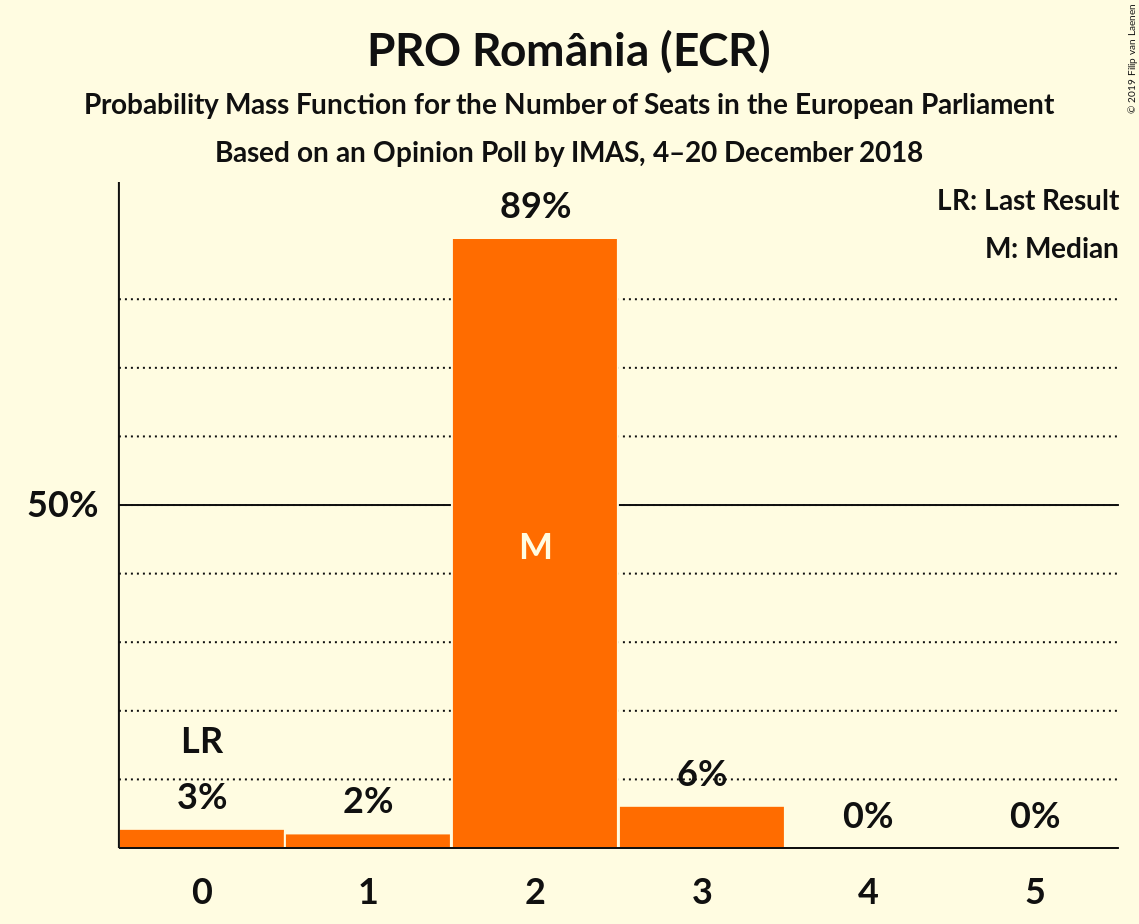 PRO România (ECR)
Probability Mass Function for the Number of Seats in the European Parliament
Based on an Opinion Poll by IMAS, 4–20 December 2018
© 2019 Filip van Laenen
LR: Last Result
M: Median
89%
50%
M
LR
3%
2%
6%
0%
0%
0
1
2
3
4
5